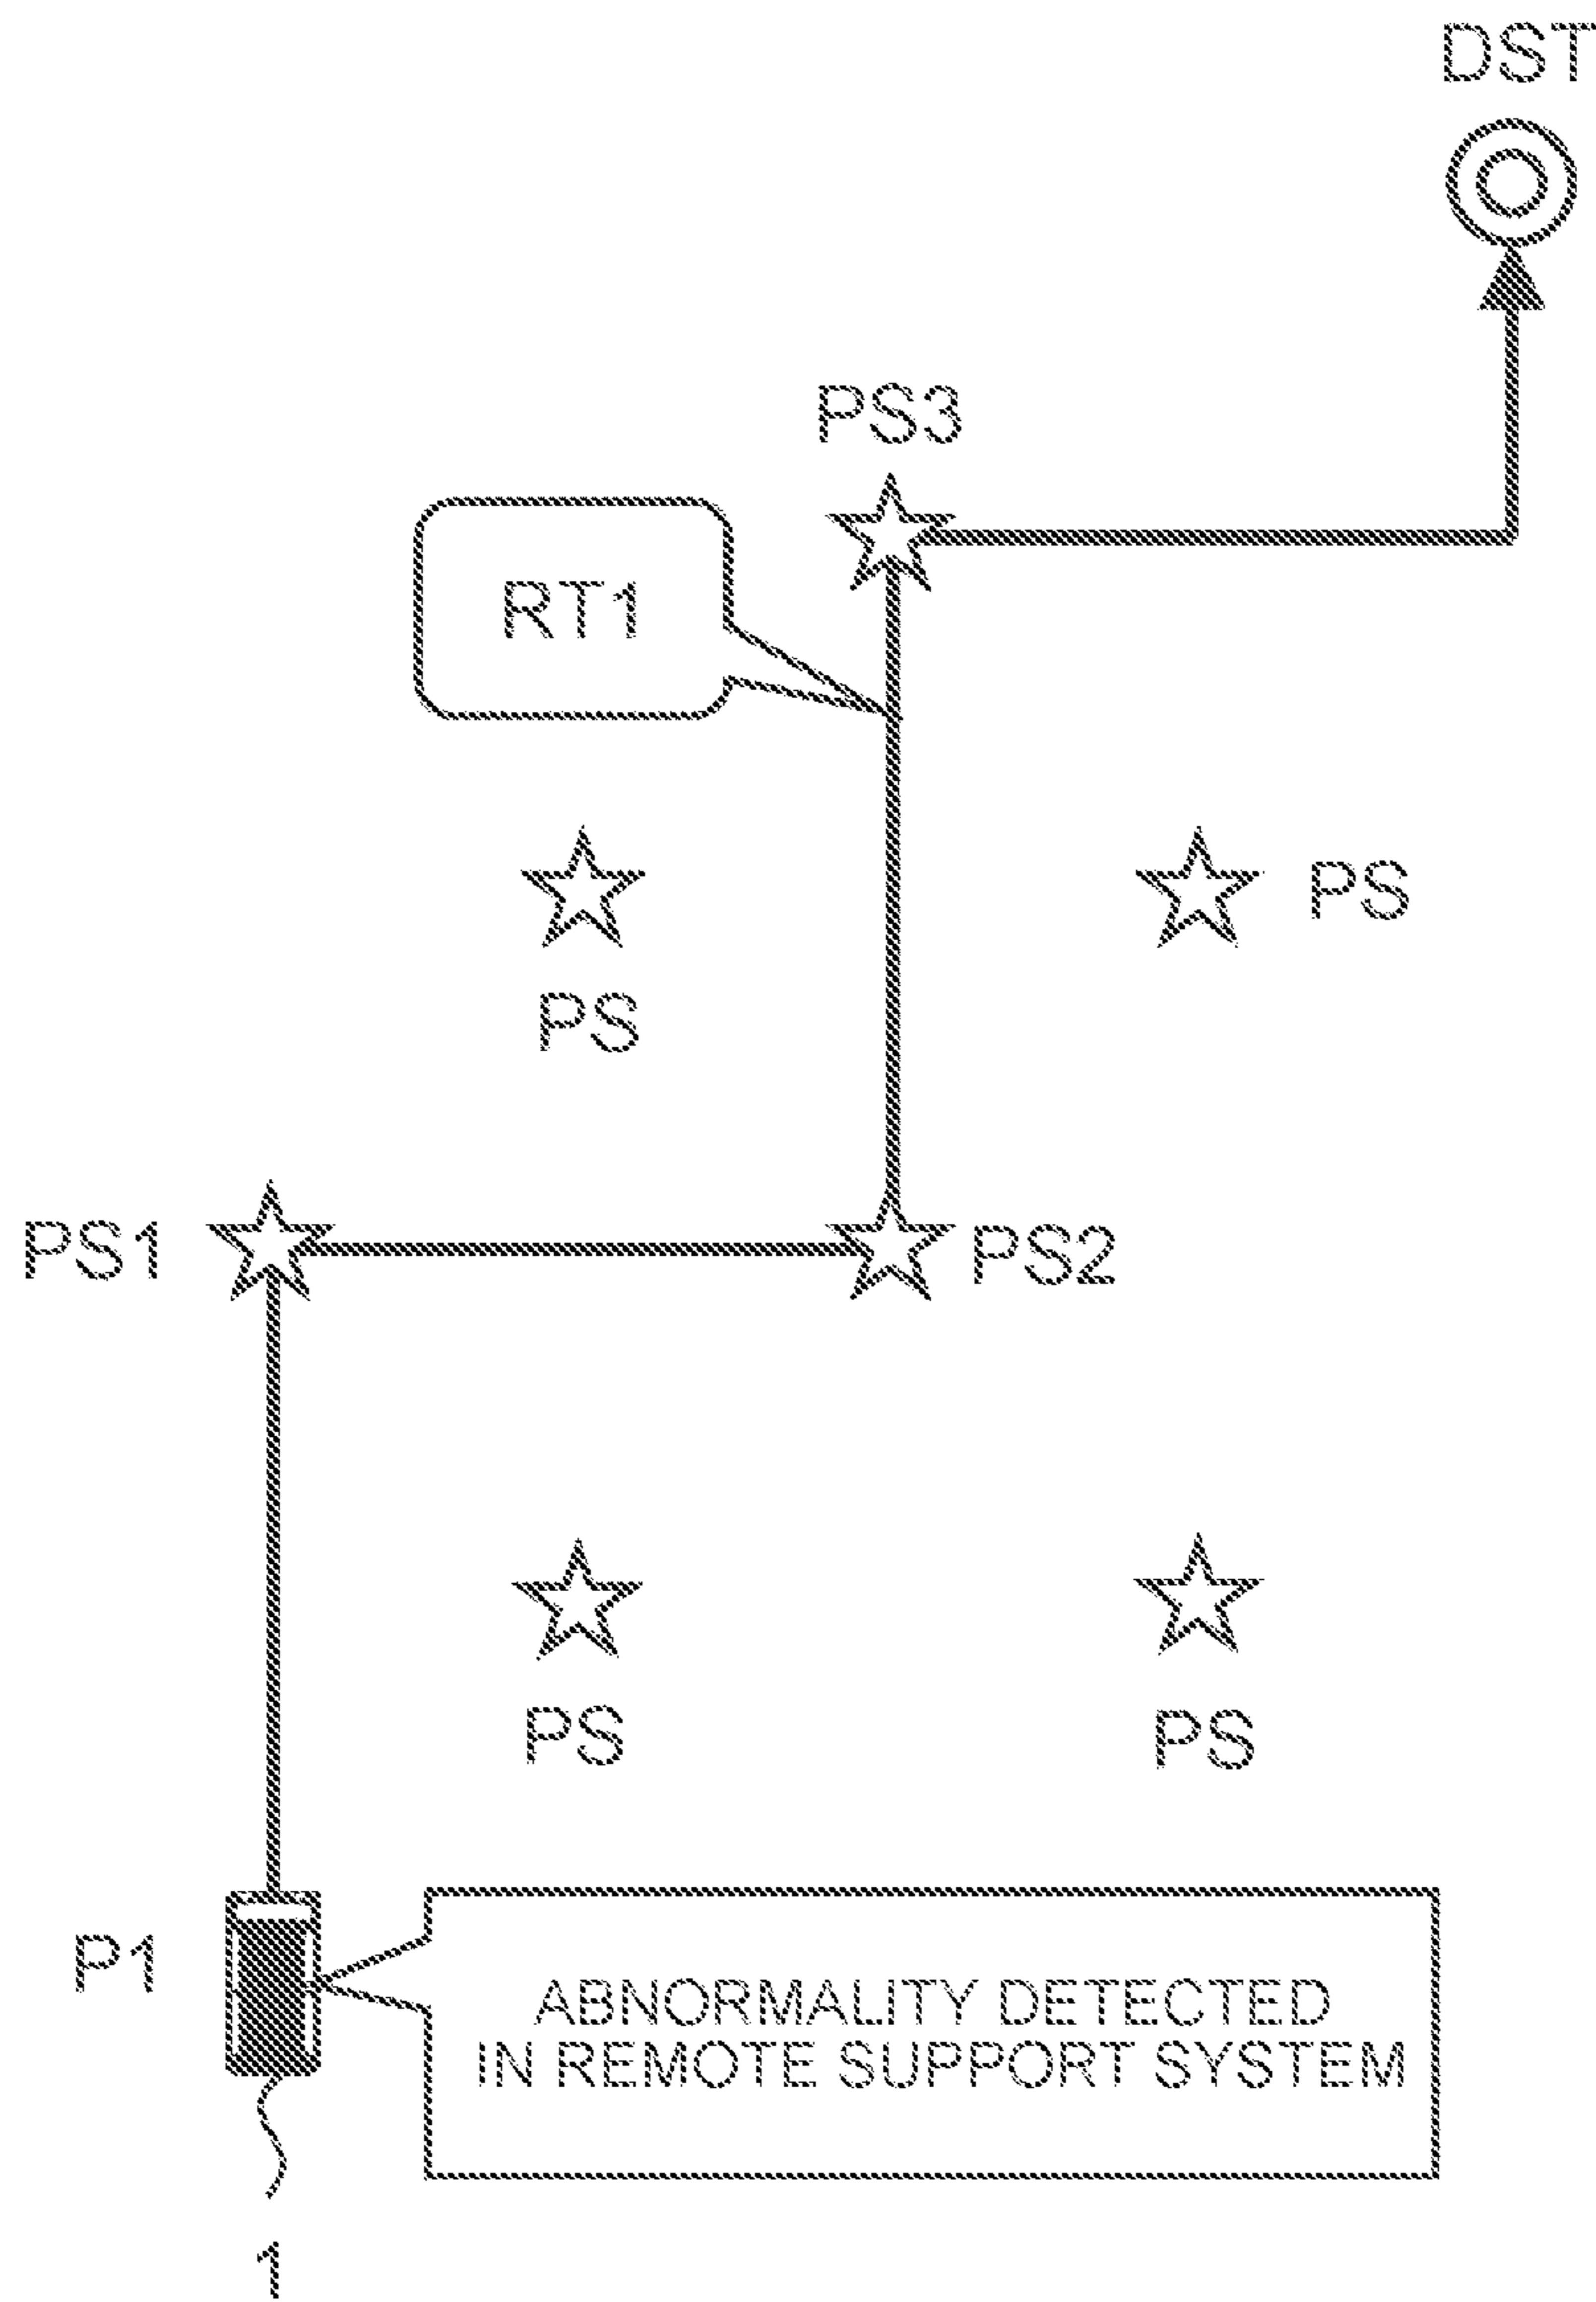 DST
PS3
RT1
PS
PS
PS1
PS2
PS
PS
P1
ABNORMALITY DETECTED
IN REMOTE SUPPORT SYSTEM
1